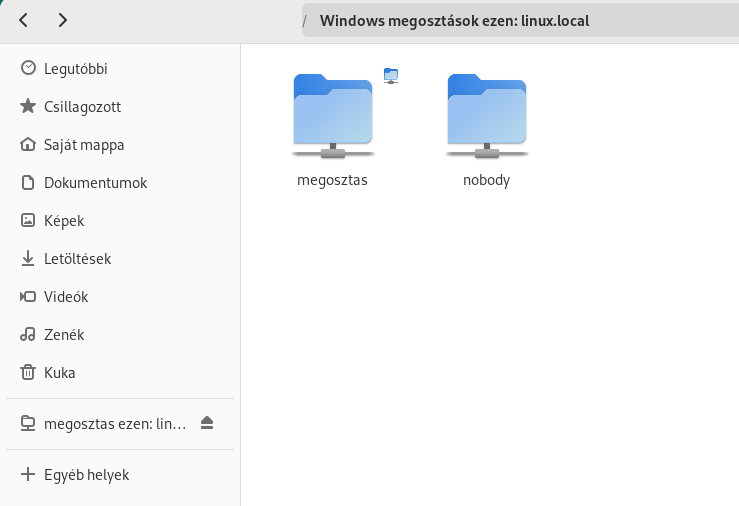 / Windows megosztások ezen: linux.local
Legutóbbi
Csillagozott
Saját mappa
Dokumentumok
Képek
Letöltések
Videók
Zenék
Kuka
megosztas ezen: lin…
Egyéb helyek
megosztas
nobody